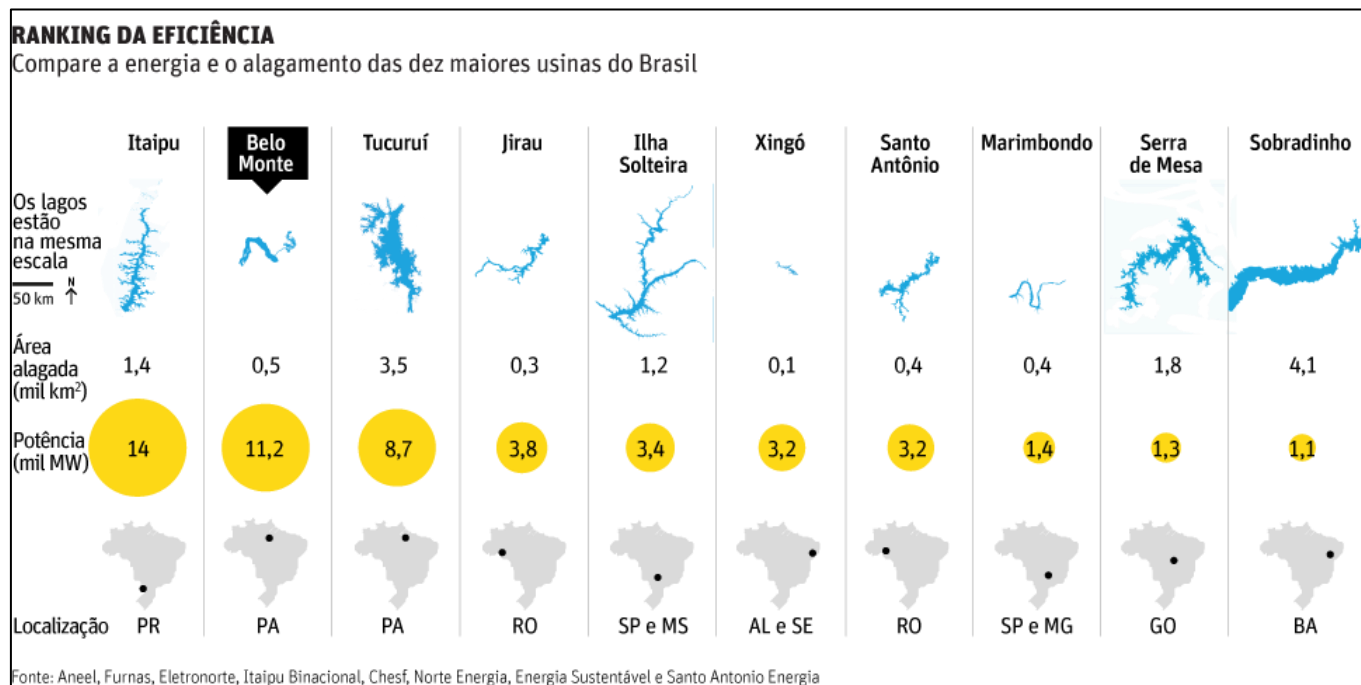 RANKING DA EFICIÊNCIA
Compare a energia e o alagamento das dez maiores usinas do Brasil
Itaipu
Belo
Monte
Tucuruí
Jirau
Ilha
Solteira
Xingó
Santo
Antônio
Marimbondo
Serra
de Mesa
Sobradinho
Os lagos
estão
na mesma
escala
50 km
N
Área
alagada
(mil km²)
1,4
0,5
3,5
0,3
1,2
0,1
0,4
0,4
1,8
4,1
Potência
(mil MW)
14
11,2
8,7
3,8
3,4
3,2
3,2
1,4
1,3
1,1
Localização
PR
PA
PA
RO
SP e MS
AL e SE
RO
SP e MG
GO
BA
Fonte: Aneel, Furnas, Eletronorte, Itaipu Binacional, Chesf, Norte Energia, Energia Sustentável e Santo Antonio Energia